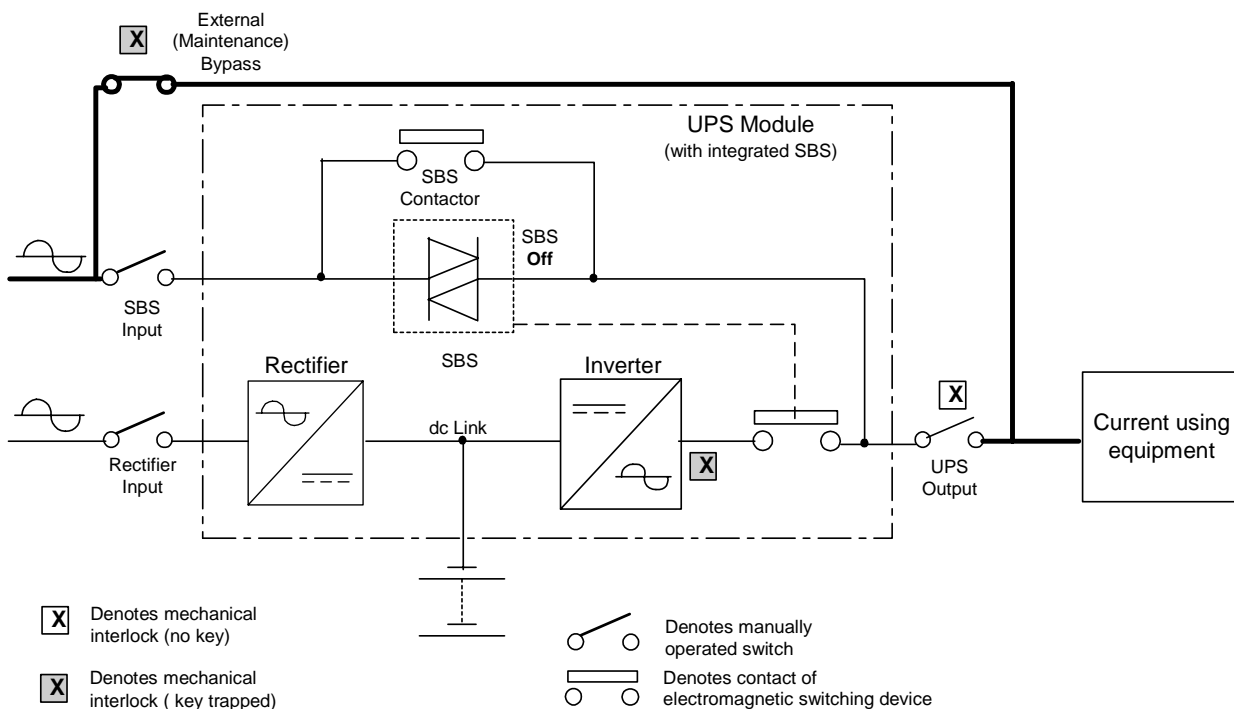 X
External
(Maintenance)
Bypass
UPS Module
(with integrated SBS)
SBS
Contactor
SBS
Off
SBS
Input
SBS
Rectifier
Inverter
dc Link
X
X
Rectifier
Input
UPS
Output
Current using
equipment
X
Denotes mechanical
interlock (no key)
X
Denotes mechanical
interlock ( key trapped)
Denotes manually
operated switch
Denotes contact of
electromagnetic switching device